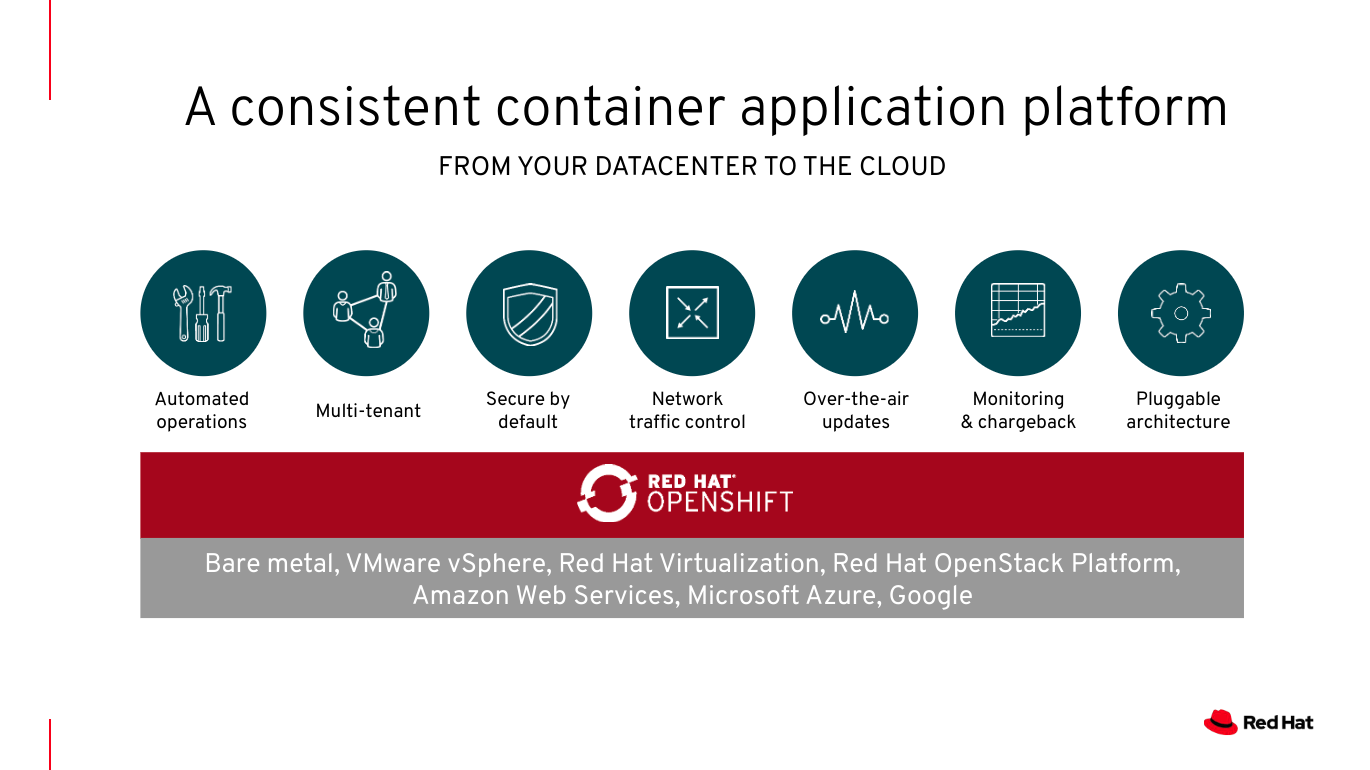 A consistent container application platform
FROM YOUR DATACENTER TO THE CLOUD
Automated
operations
Multi-tenant
Secure by
default
Network
traffic control
Over-the-air
updates
Monitoring
& chargeback
Pluggable
architecture
RED HAT®
OPENSHIFT
Bare metal, VMware vSphere, Red Hat Virtualization, Red Hat OpenStack Platform,
Amazon Web Services, Microsoft Azure, Google
Red Hat